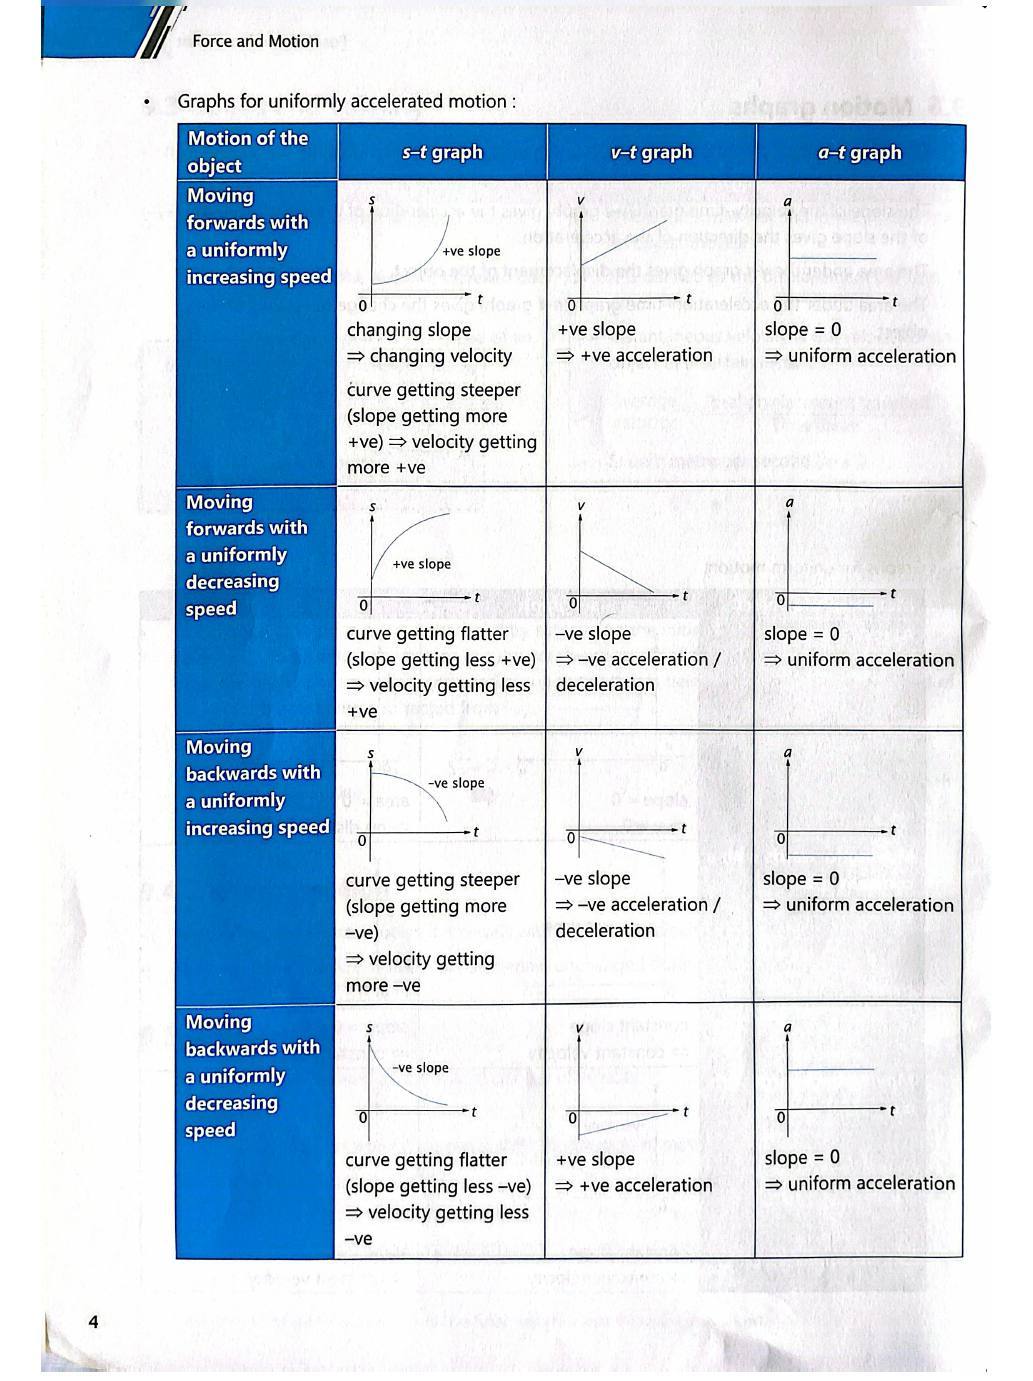 Force and Motion
• Graphs for uniformly accelerated motion :
Motion of the
object
s–t graph
v–t graph
a–t graph
Moving
forwards with
a uniformly
increasing speed
s
+ve slope
0
t
changing slope
⇒ changing velocity
curve getting steeper
(slope getting more
+ve) ⇒ velocity getting
more +ve
v
0
t
+ve slope
⇒ +ve acceleration
a
0
t
slope = 0
⇒ uniform acceleration
Moving
forwards with
a uniformly
decreasing
speed
s
+ve slope
0
t
curve getting flatter
(slope getting less +ve)
⇒ velocity getting less
+ve
v
0
t
–ve slope
⇒ –ve acceleration /
deceleration
a
0
t
slope = 0
⇒ uniform acceleration
Moving
backwards with
a uniformly
increasing speed
s
-ve slope
0
t
curve getting steeper
(slope getting more
–ve)
⇒ velocity getting
more –ve
v
0
t
–ve slope
⇒ –ve acceleration /
deceleration
a
0
t
slope = 0
⇒ uniform acceleration
Moving
backwards with
a uniformly
decreasing
speed
s
-ve slope
0
t
curve getting flatter
(slope getting less –ve)
⇒ velocity getting less
–ve
v
0
t
+ve slope
⇒ +ve acceleration
a
0
t
slope = 0
⇒ uniform acceleration
4